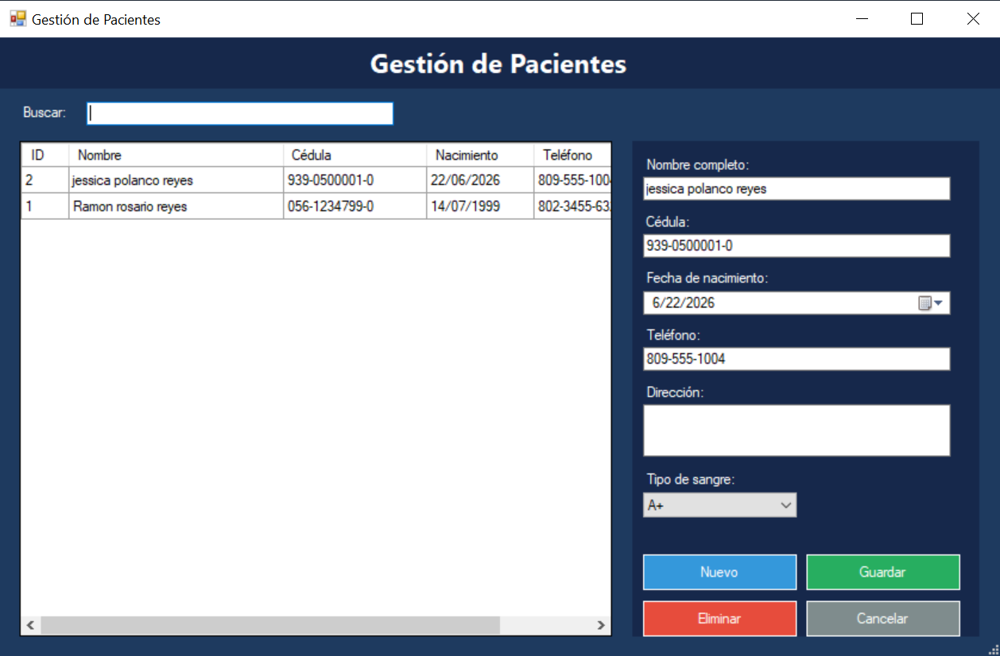 Gestión de Pacientes
Gestión de Pacientes
Buscar:
ID Nombre Cédula Nacimiento Teléfono
2 jessica polanco reyes 939-0500001-0 22/06/2026 809-555-100
1 Ramon rosario reyes 056-1234799-0 14/07/1999 802-3455-63
Nombre completo:
jessica polanco reyes
Cédula:
939-0500001-0
Fecha de nacimiento:
6/22/2026
Teléfono:
809-555-1004
Dirección:
Tipo de sangre:
A+
Nuevo Guardar
Eliminar Cancelar